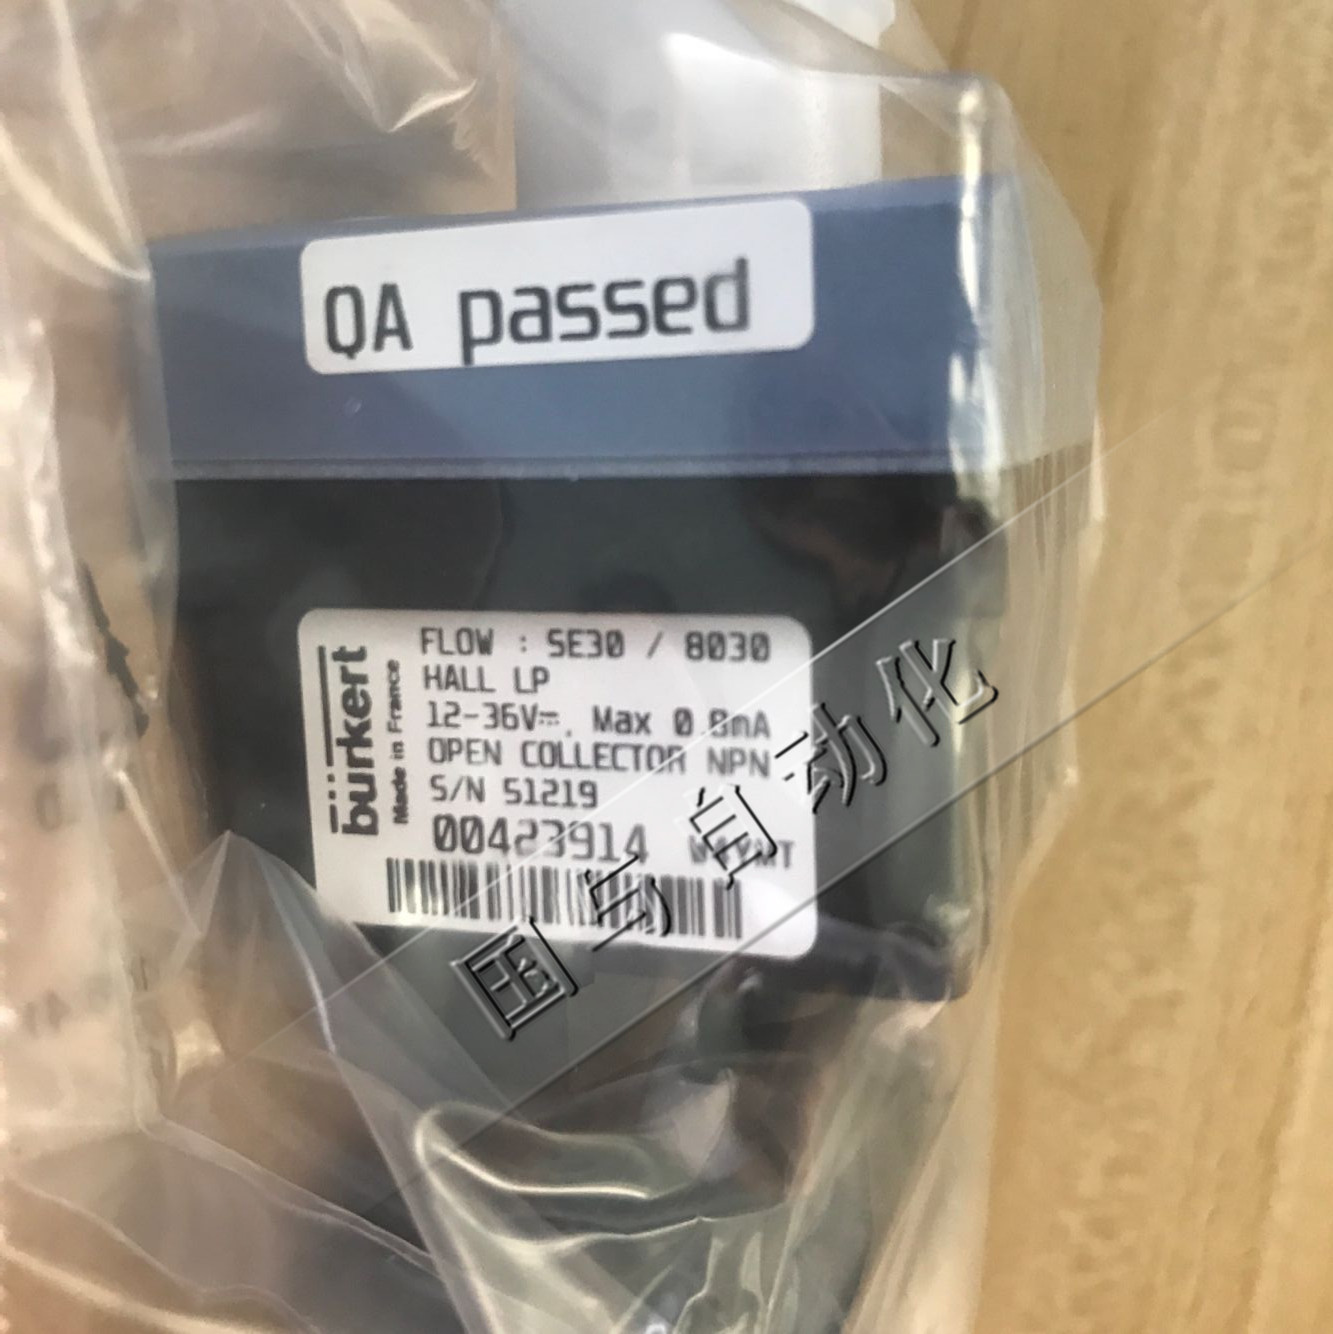 QA passed
bürkert
Made in France
FLOW : SE30 / 8030
HALL LP
12-36V⎓, Max 0.8mA
OPEN COLLECTOR NPN
S/N 51219
00423914
国与自动化